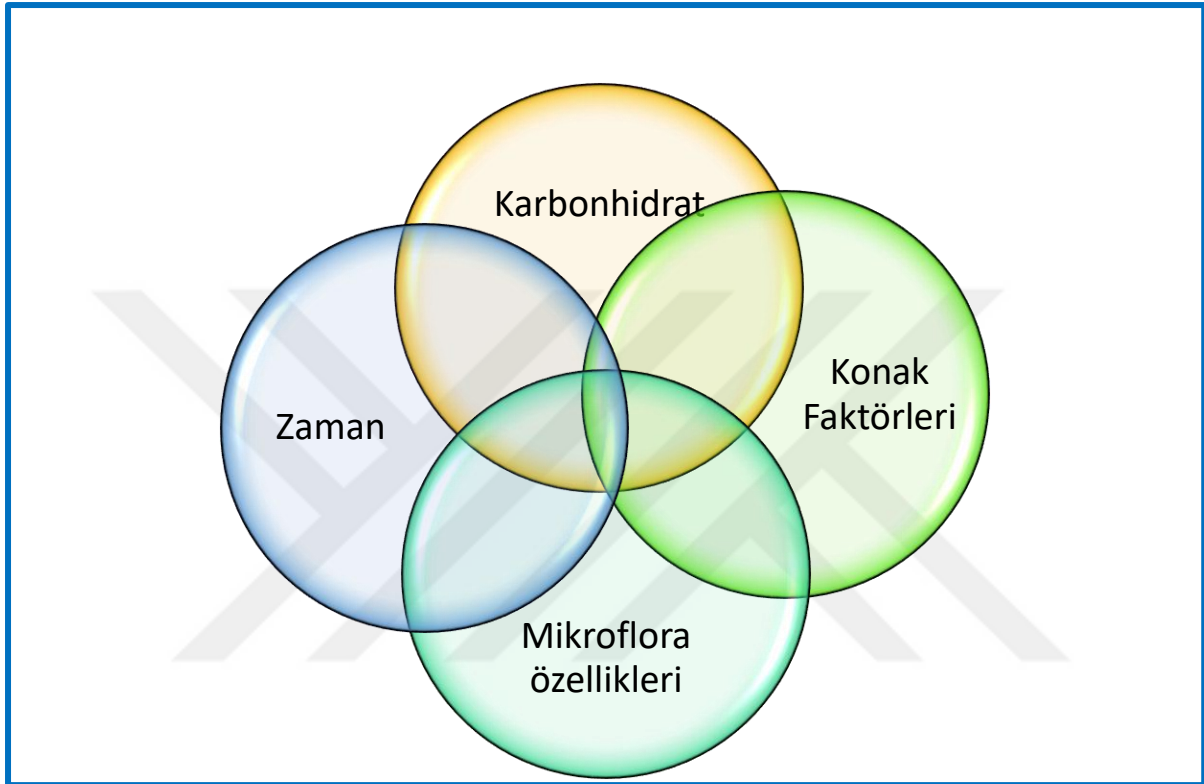 Karbonhidrat
Konak
Faktörleri
Zaman
Mikroflora
özellikleri